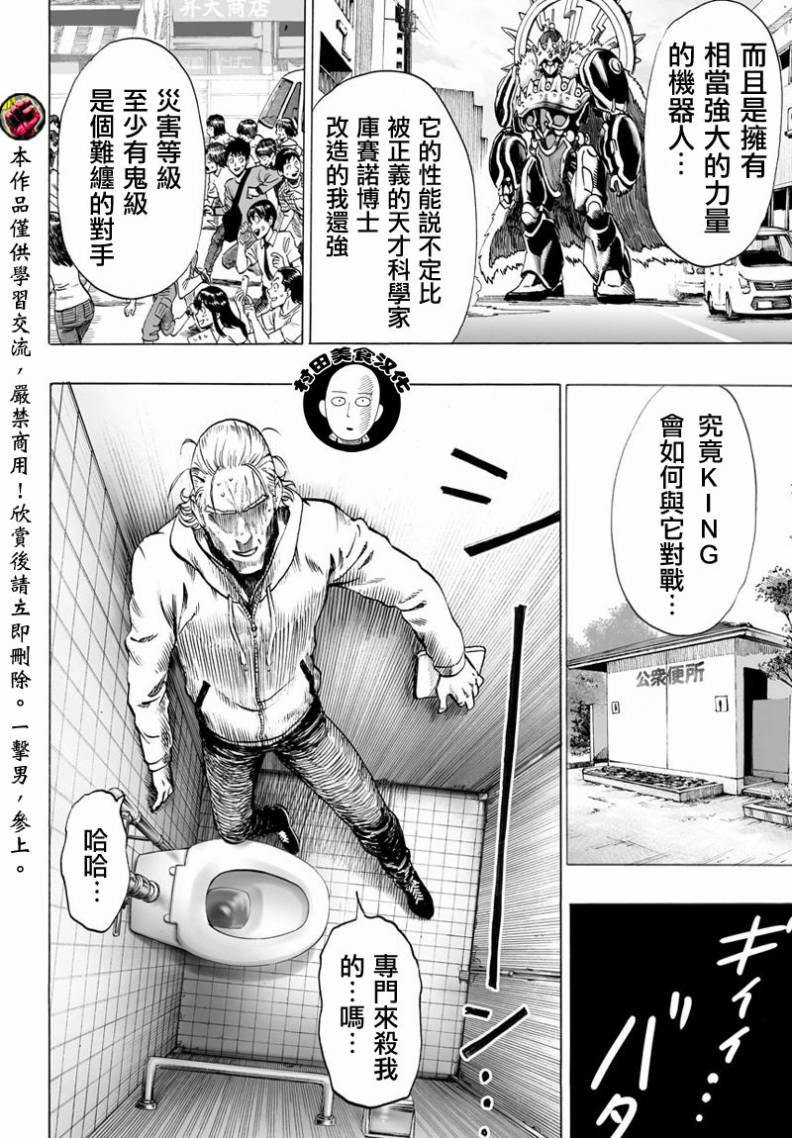 而且是擁有
相當強大的力量
的機器人…
它的性能說不定比
被正義的天才科學家
庫賽諾博士
改造的我還強
昇天商店
災害等級
至少有鬼級
是個難纏的對手
究竟KING
會如何與它對戰…
公衆便所
ギイイ…
バタ
村田美食汉化
專門來殺我
的…嗎…
哈哈…
本作品僅供學習交流，嚴禁商用！欣賞後請立即刪除。一擊男，參上。